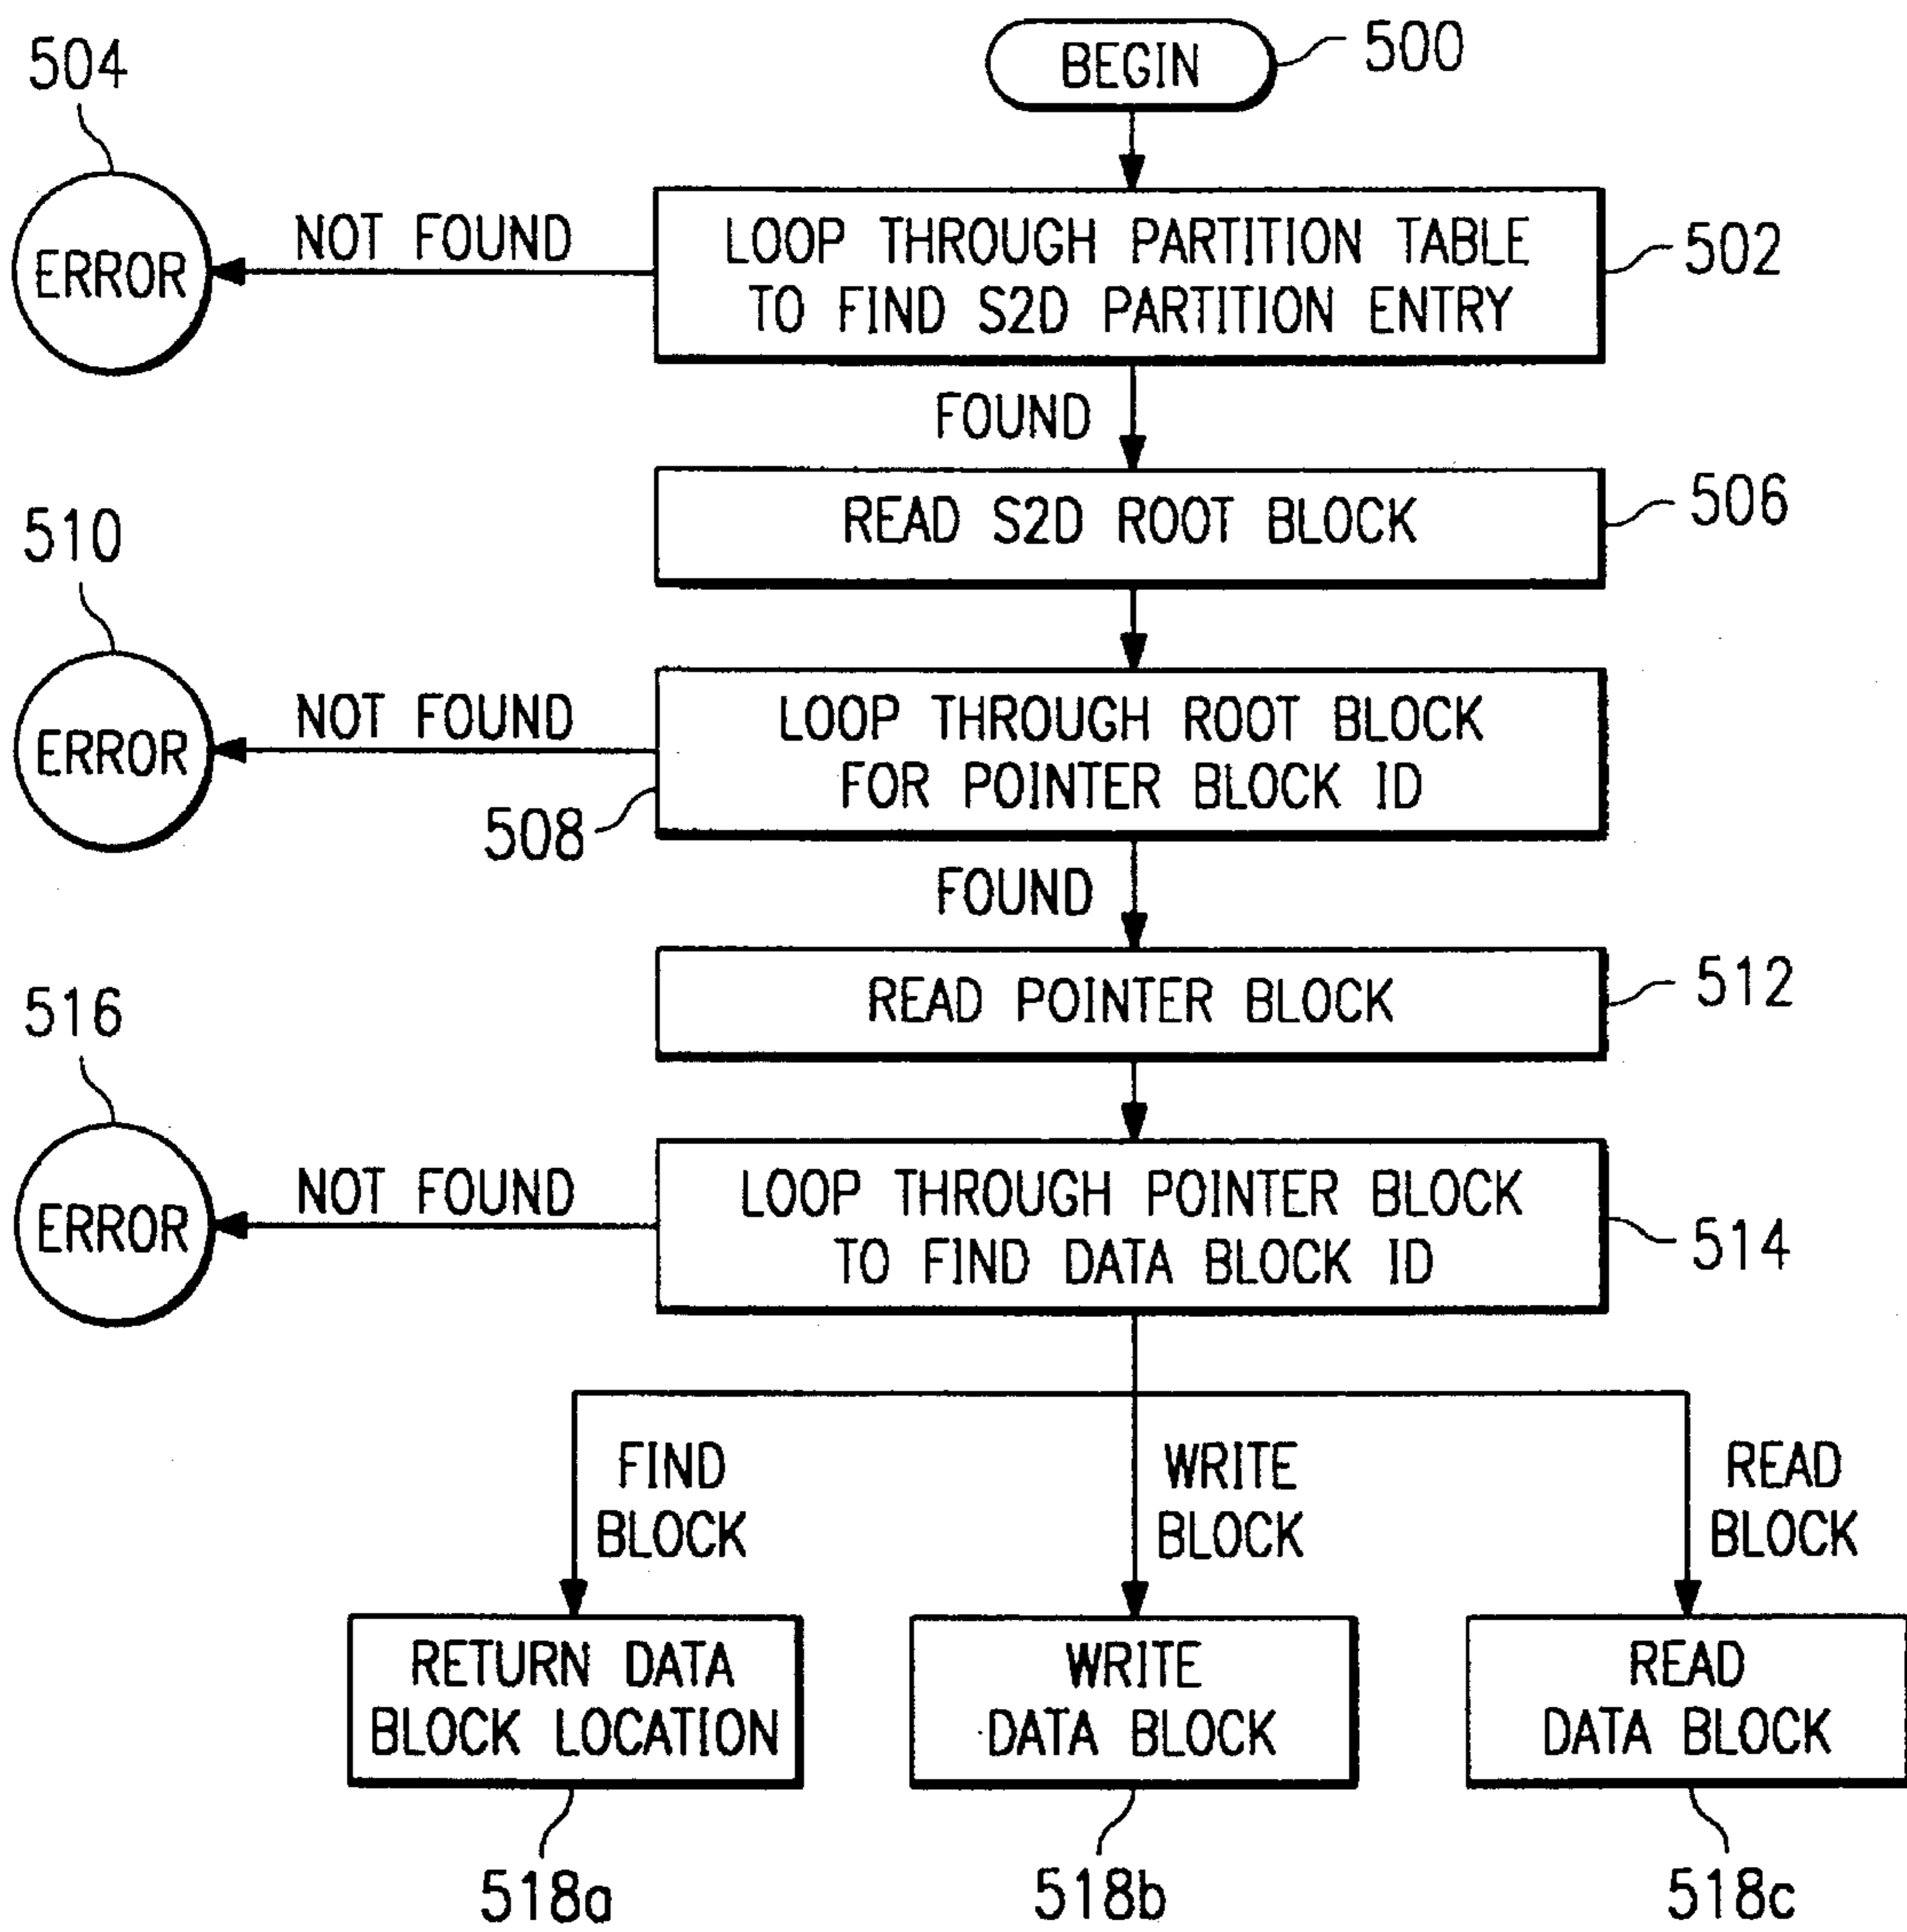 BEGIN
500
504
ERROR
NOT FOUND
LOOP THROUGH PARTITION TABLE
TO FIND S2D PARTITION ENTRY
502
FOUND
READ S2D ROOT BLOCK
506
510
ERROR
NOT FOUND
LOOP THROUGH ROOT BLOCK
FOR POINTER BLOCK ID
508
FOUND
READ POINTER BLOCK
512
516
ERROR
NOT FOUND
LOOP THROUGH POINTER BLOCK
TO FIND DATA BLOCK ID
514
FIND
BLOCK
WRITE
BLOCK
READ
BLOCK
RETURN DATA
BLOCK LOCATION
WRITE
DATA BLOCK
READ
DATA BLOCK
518a
518b
518c